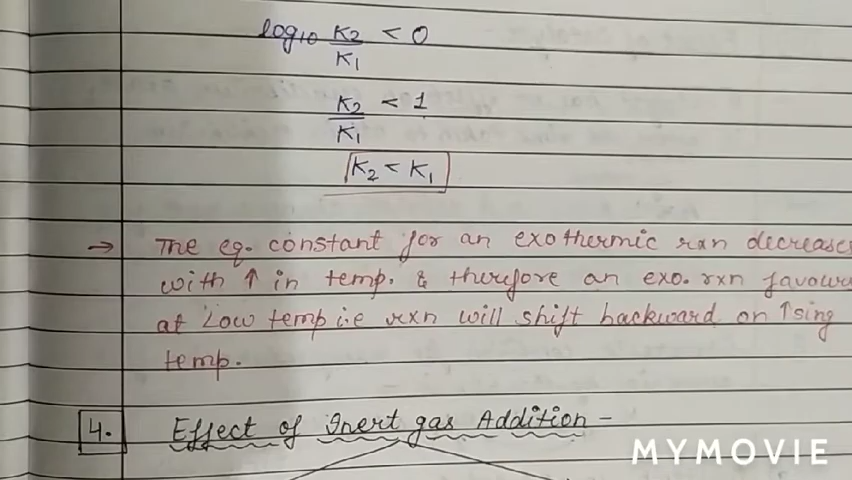 log₁₀ K₂/K₁ < 0
K₂/K₁ < 1
K₂ < K₁
→ The eq. constant for an exothermic rxn decreases
with ↑ in temp. & therefore an exo. rxn favour
at Low temp i.e rxn will shift backward on ↑sing
temp.
4. Effect of Inert gas Addition -
MYMOVIE